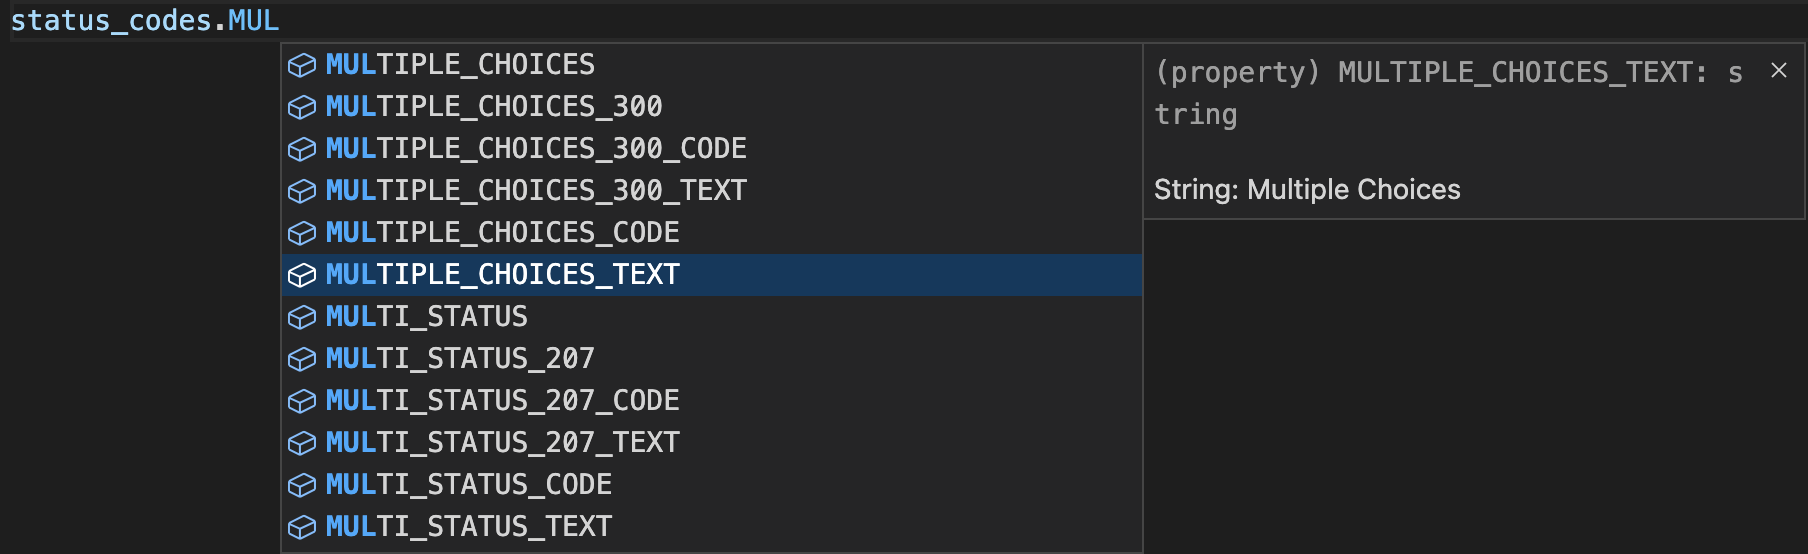 status_codes.MUL
MULTIPLE_CHOICES
MULTIPLE_CHOICES_300
MULTIPLE_CHOICES_300_CODE
MULTIPLE_CHOICES_300_TEXT
MULTIPLE_CHOICES_CODE
MULTIPLE_CHOICES_TEXT
MULTI_STATUS
MULTI_STATUS_207
MULTI_STATUS_207_CODE
MULTI_STATUS_207_TEXT
MULTI_STATUS_CODE
MULTI_STATUS_TEXT
(property) MULTIPLE_CHOICES_TEXT: s
tring
String: Multiple Choices